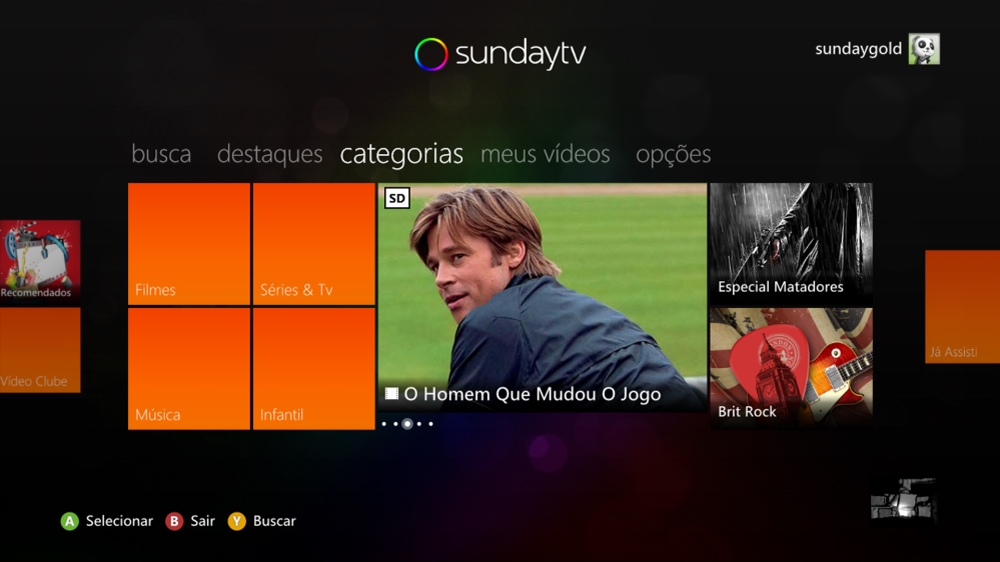 sundaytv
sundaygold
busca destaques categorias meus vídeos opções
SD
Recomendados
Vídeo Clube
Filmes
Séries & Tv
Música
Infantil
O Homem Que Mudou O Jogo
Especial Matadores
Brit Rock
Já Assisti
A Selecionar B Sair Y Buscar